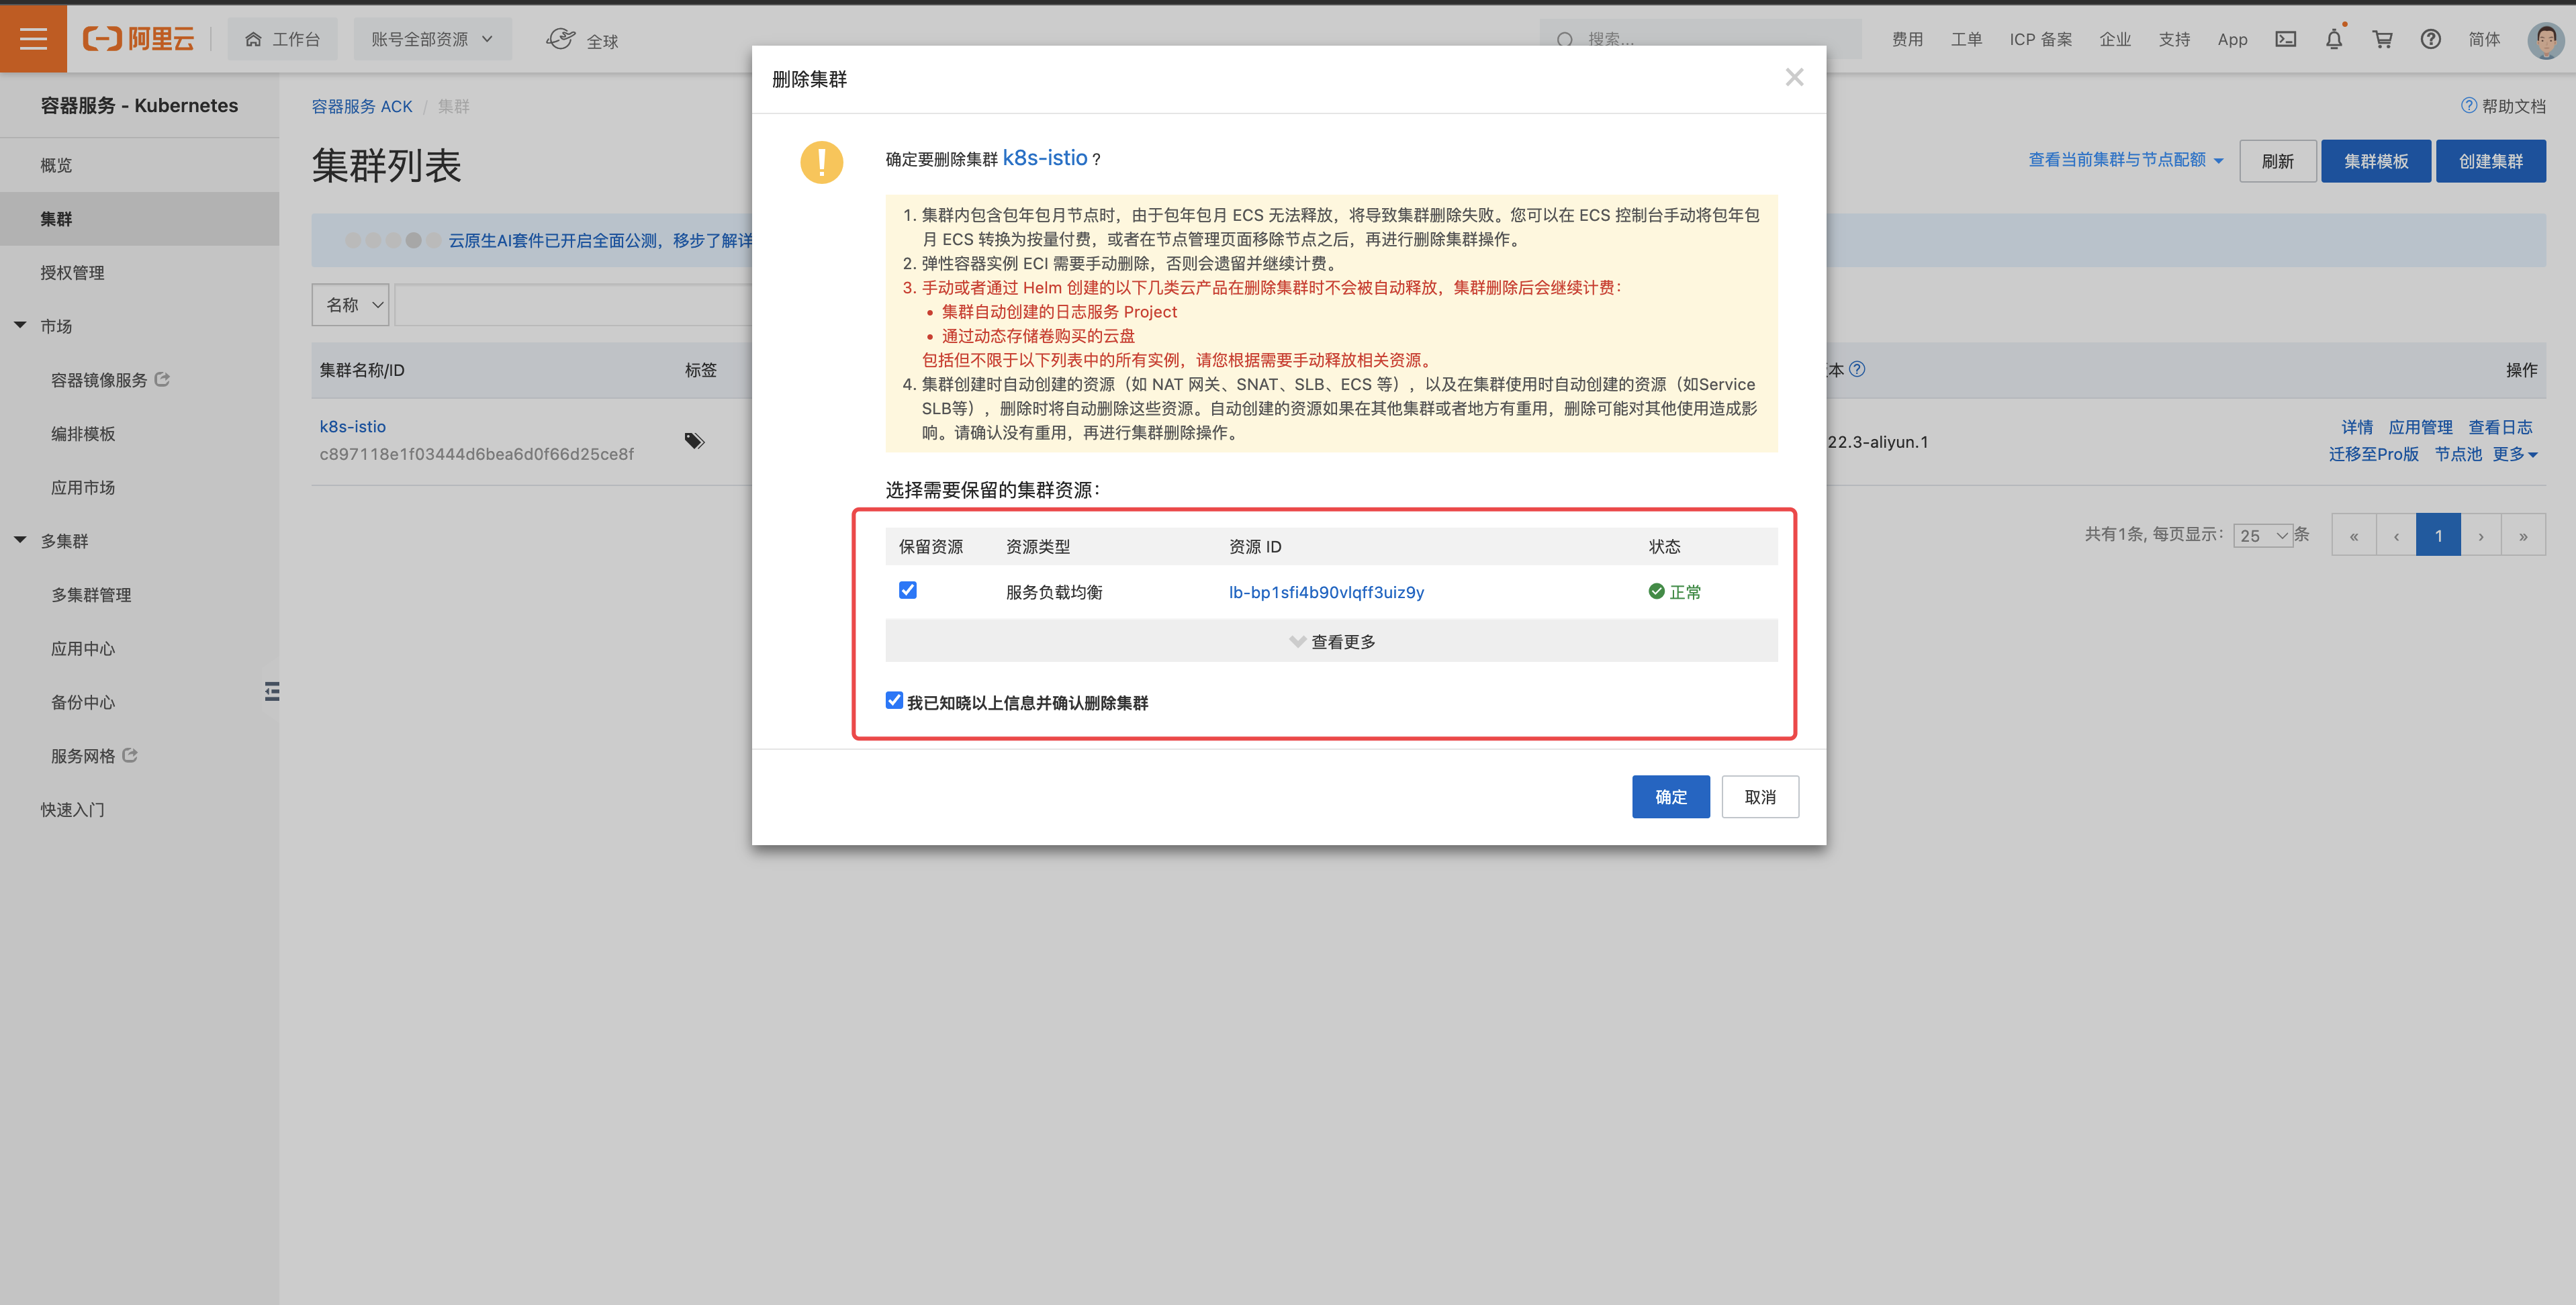 阿里云
工作台
账号全部资源
全球
搜索...
费用
工单
ICP 备案
企业
支持
App
简体
容器服务 - Kubernetes
概览
集群
授权管理
市场
容器镜像服务
编排模板
应用市场
多集群
多集群管理
应用中心
备份中心
服务网格
快速入门
容器服务 ACK / 集群
帮助文档
集群列表
查看当前集群与节点配额
刷新
集群模板
创建集群
云原生AI套件已开启全面公测，移步了解详
名称
集群名称/ID
标签
本
操作
k8s-istio
c897118e1f03444d6bea6d0f66d25ce8f
22.3-aliyun.1
详情 应用管理 查看日志
迁移至Pro版 节点池 更多
共有1条, 每页显示: 25 条
« ‹ 1 › »
删除集群
确定要删除集群 k8s-istio ?
1. 集群内包含包年包月节点时，由于包年包月 ECS 无法释放，将导致集群删除失败。您可以在 ECS 控制台手动将包年包
月 ECS 转换为按量付费，或者在节点管理页面移除节点之后，再进行删除集群操作。
2. 弹性容器实例 ECI 需要手动删除，否则会遗留并继续计费。
3. 手动或者通过 Helm 创建的以下几类云产品在删除集群时不会被自动释放，集群删除后会继续计费：
• 集群自动创建的日志服务 Project
• 通过动态存储卷购买的云盘
包括但不限于以下列表中的所有实例，请您根据需要手动释放相关资源。
4. 集群创建时自动创建的资源（如 NAT 网关、SNAT、SLB、ECS 等），以及在集群使用时自动创建的资源（如Service
SLB等），删除时将自动删除这些资源。自动创建的资源如果在其他集群或者地方有重用，删除可能对其他使用造成影
响。请确认没有重用，再进行集群删除操作。
选择需要保留的集群资源：
保留资源 资源类型 资源 ID 状态
服务负载均衡 lb-bp1sfi4b90vlqff3uiz9y 正常
查看更多
我已知晓以上信息并确认删除集群
确定
取消